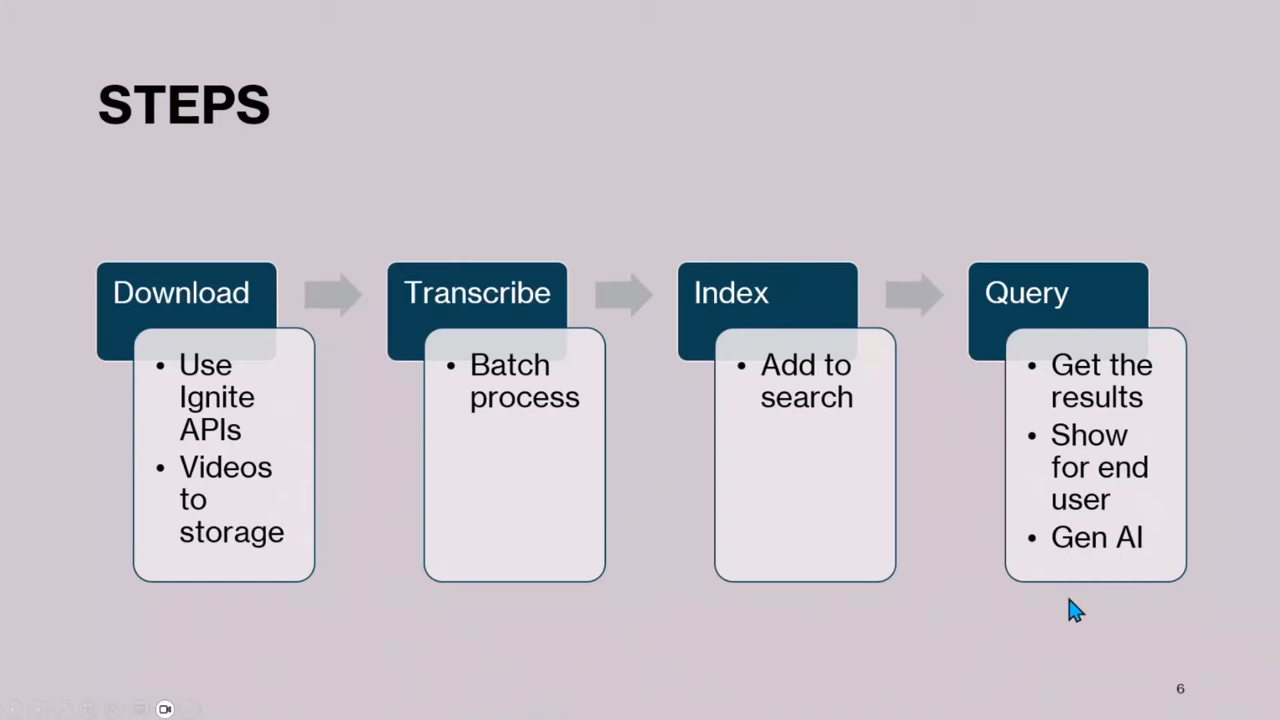 STEPS
Download
• Use
Ignite
APIs
• Videos
to
storage
Transcribe
• Batch
process
Index
• Add to
search
Query
• Get the
results
• Show
for end
user
• Gen AI
6